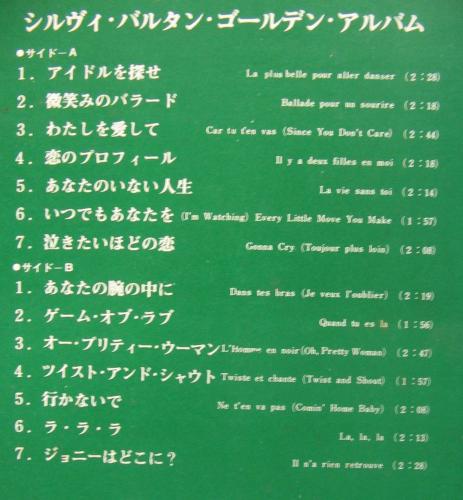 シルヴィ・バルタン・ゴールデン・アルバム
●サイド-A
1. アイドルを探せ La plus belle pour aller danser (2:28)
2. 微笑みのバラード Ballade pour un sourire (2:18)
3. わたしを愛して Car tu t'en vas (Since You Don't Care) (2:44)
4. 恋のプロフィール Il y a deux filles en moi (2:18)
5. あなたのいない人生 La vie sans toi (2:14)
6. いつでもあなたを (I'm Watching) Every Little Move You Make (1:57)
7. 泣きたいほどの恋 Gonna Cry (Toujour plus loin) (2:08)
●サイド-B
1. あなたの腕の中に Dans tes bras (Je veux l'oublier) (2:19)
2. ゲーム・オブ・ラブ Quand tu es la (1:56)
3. オー・プリティー・ウーマン L'Homme en noir (Oh, Pretty Woman) (2:47)
4. ツイスト・アンド・シャウト Twiste et chante (Twist and Shout) (1:57)
5. 行かないで Ne t'en va pas (Comin' Home Baby) (2:08)
6. ラ・ラ・ラ La, la, la (2:13)
7. ジョニーはどこに? Il n'a rien retrouve (2:28)